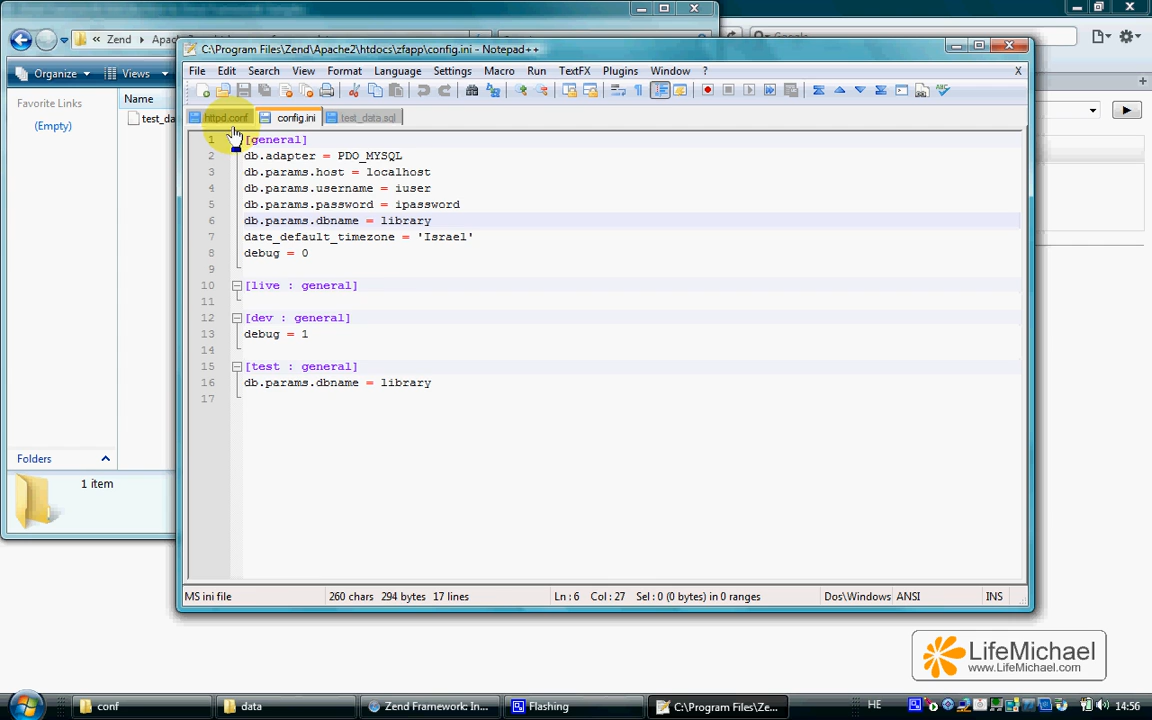 Google
« Zend › Apac
Organize
Views
Favorite Links
(Empty)
Name
test_da
Folders
1 item
C:\Program Files\Zend\Apache2\htdocs\zfapp\config.ini - Notepad++
File Edit Search View Format Language Settings Macro Run TextFX Plugins Window ? X
httpd.conf config.ini test_data.sql
1 [general]
2 db.adapter = PDO_MYSQL
3 db.params.host = localhost
4 db.params.username = iuser
5 db.params.password = ipassword
6 db.params.dbname = library
7 date_default_timezone = 'Israel'
8 debug = 0
9
10 [live : general]
11
12 [dev : general]
13 debug = 1
14
15 [test : general]
16 db.params.dbname = library
17
MS ini file 260 chars 294 bytes 17 lines Ln : 6 Col : 27 Sel : 0 (0 bytes) in 0 ranges Dos\Windows ANSI INS
LifeMichael
www.LifeMichael.com
conf data Zend Framework: In... Flashing C:\Program Files\Ze... HE 14:56